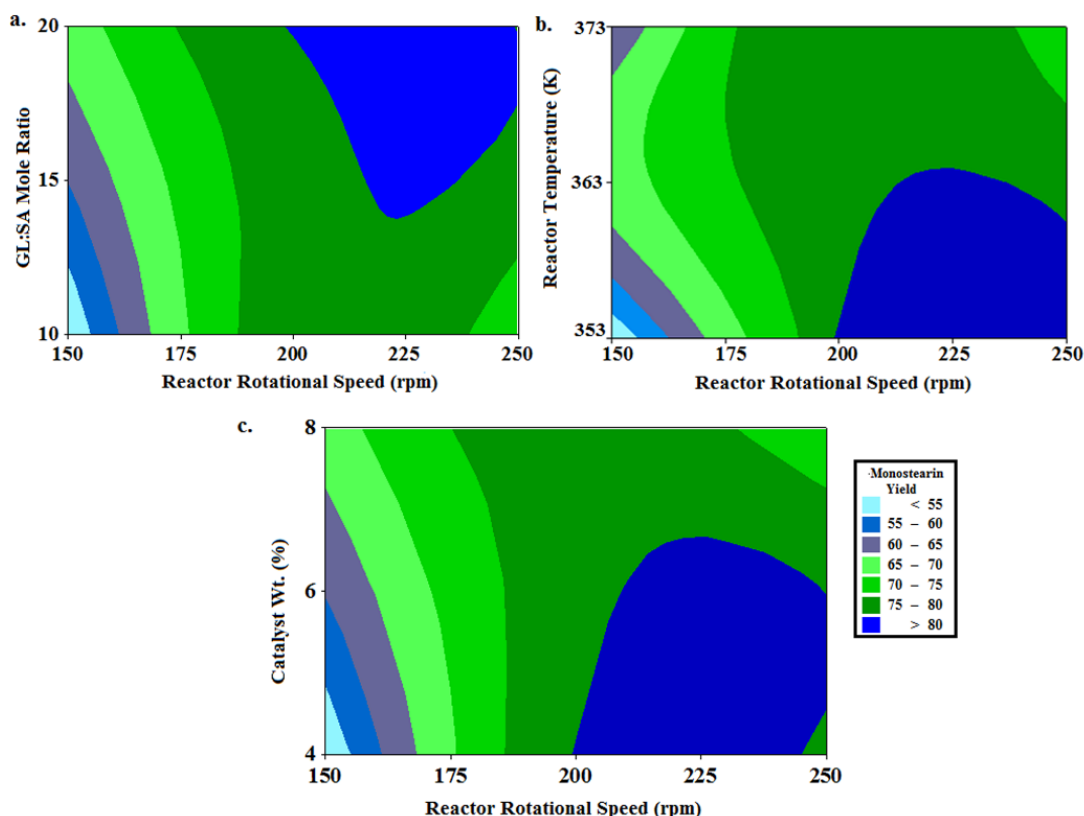 a.
20
15
10
GL:SA Mole Ratio
150 175 200 225 250
Reactor Rotational Speed (rpm)
b.
373
363
353
Reactor Temperature (K)
150 175 200 225 250
Reactor Rotational Speed (rpm)
c.
8
6
4
Catalyst Wt. (%)
150 175 200 225 250
Reactor Rotational Speed (rpm)
Monostearin
Yield
< 55
55 – 60
60 – 65
65 – 70
70 – 75
75 – 80
> 80